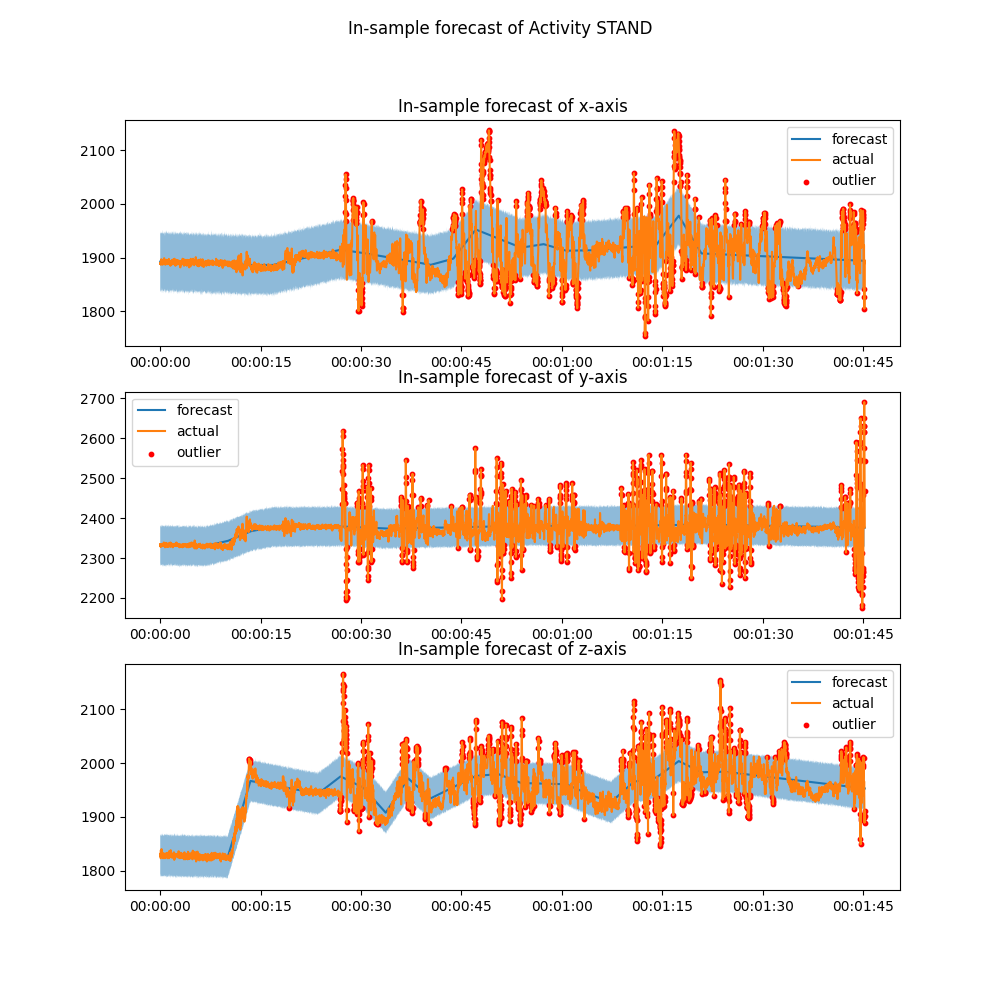 In-sample forecast of Activity STAND
In-sample forecast of x-axis
2100
2000
1900
1800
forecast
actual
outlier
00:00:00 00:00:15 00:00:30 00:00:45 00:01:00 00:01:15 00:01:30 00:01:45
In-sample forecast of y-axis
2700
2600
2500
2400
2300
2200
forecast
actual
outlier
00:00:00 00:00:15 00:00:30 00:00:45 00:01:00 00:01:15 00:01:30 00:01:45
In-sample forecast of z-axis
2100
2000
1900
1800
forecast
actual
outlier
00:00:00 00:00:15 00:00:30 00:00:45 00:01:00 00:01:15 00:01:30 00:01:45